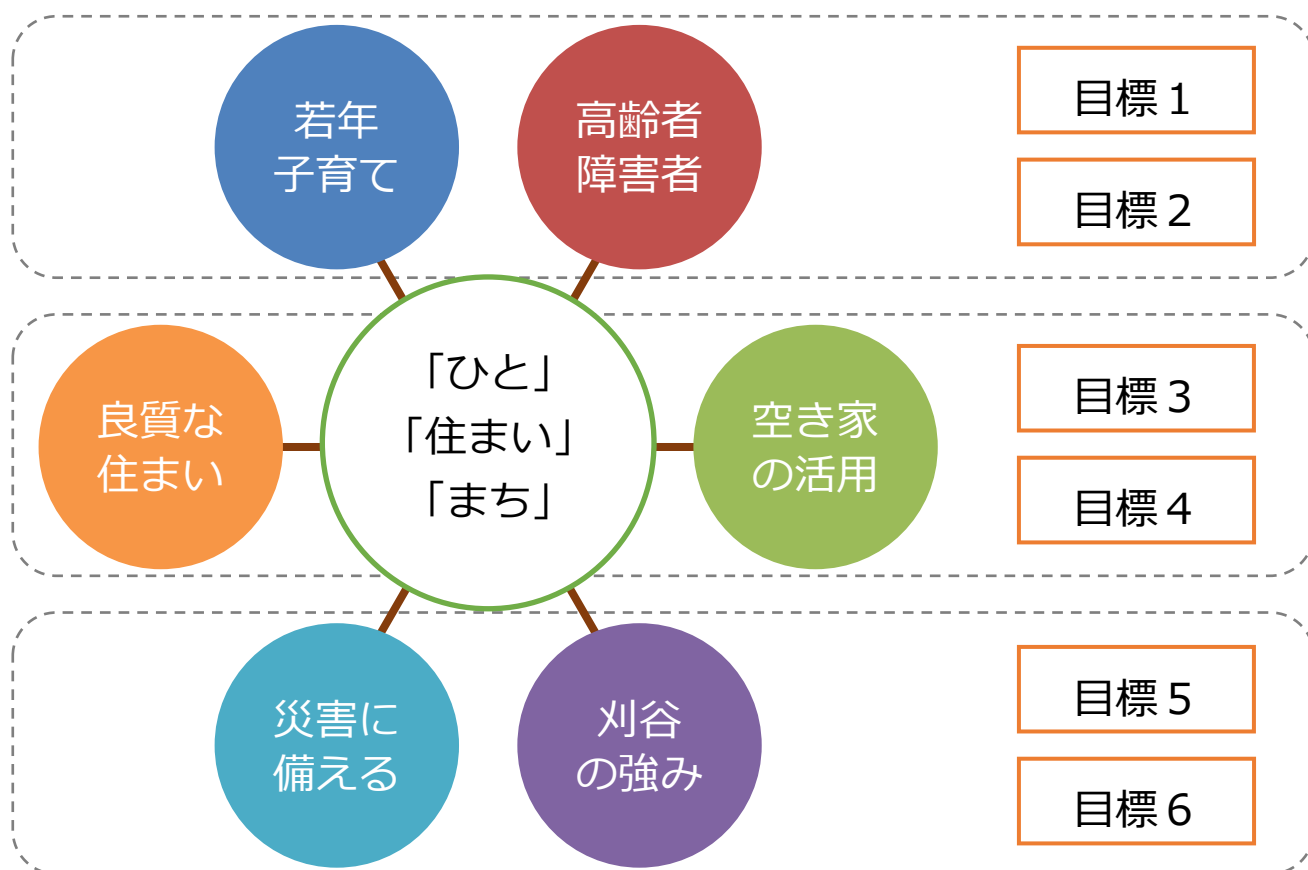 若年
子育て
高齢者
障害者
目標１
目標２
良質な
住まい
「ひと」
「住まい」
「まち」
空き家
の活用
目標３
目標４
災害に
備える
刈谷
の強み
目標５
目標６